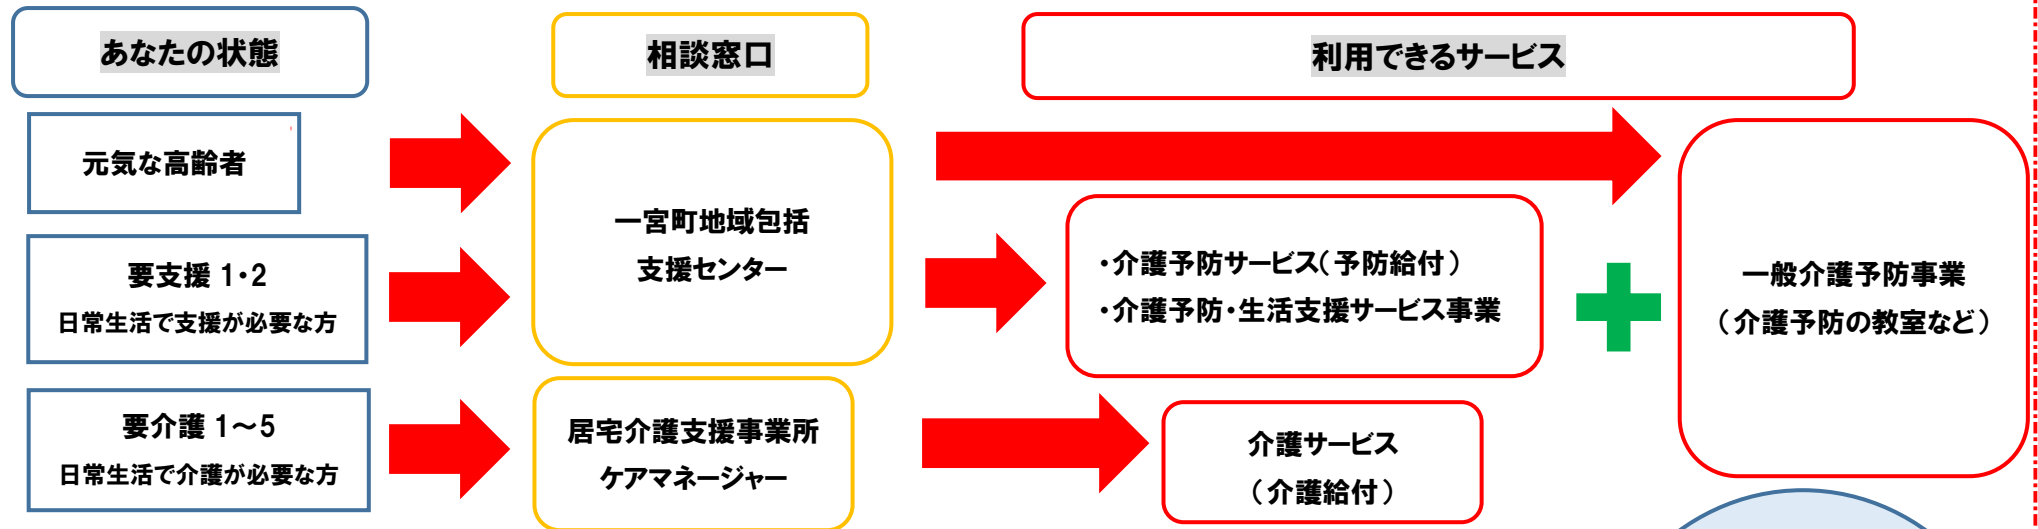 あなたの状態
相談窓口
利用できるサービス
元気な高齢者
要支援 1・2
日常生活で支援が必要な方
要介護 1～5
日常生活で介護が必要な方
一宮町地域包括
支援センター
居宅介護支援事業所
ケアマネージャー
・介護予防サービス（予防給付）
・介護予防・生活支援サービス事業
介護サービス
（介護給付）
一般介護予防事業
（介護予防の教室など）